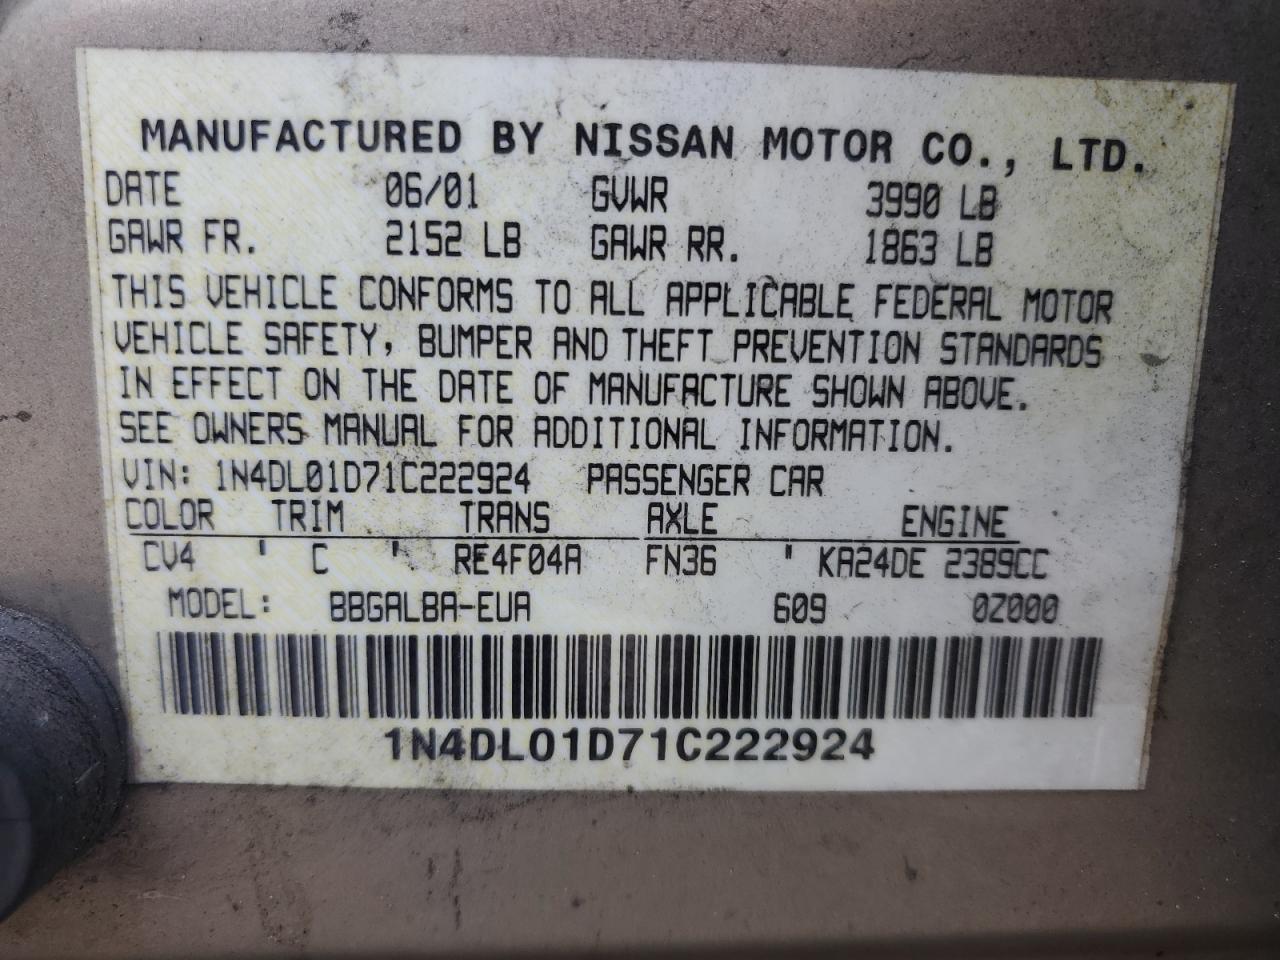 MANUFACTURED BY NISSAN MOTOR CO., LTD.
DATE 06/01 GVWR 3990 LB
GAWR FR. 2152 LB GAWR RR. 1863 LB
THIS VEHICLE CONFORMS TO ALL APPLICABLE FEDERAL MOTOR
VEHICLE SAFETY, BUMPER AND THEFT PREVENTION STANDARDS
IN EFFECT ON THE DATE OF MANUFACTURE SHOWN ABOVE.
SEE OWNERS MANUAL FOR ADDITIONAL INFORMATION.
VIN: 1N4DL01D71C222924 PASSENGER CAR
COLOR TRIM TRANS AXLE ENGINE
CV4 ' C ' RE4F04A FN36 " KA24DE 2389CC
MODEL: BBGALBA-EUA 609 0Z000
1N4DL01D71C222924